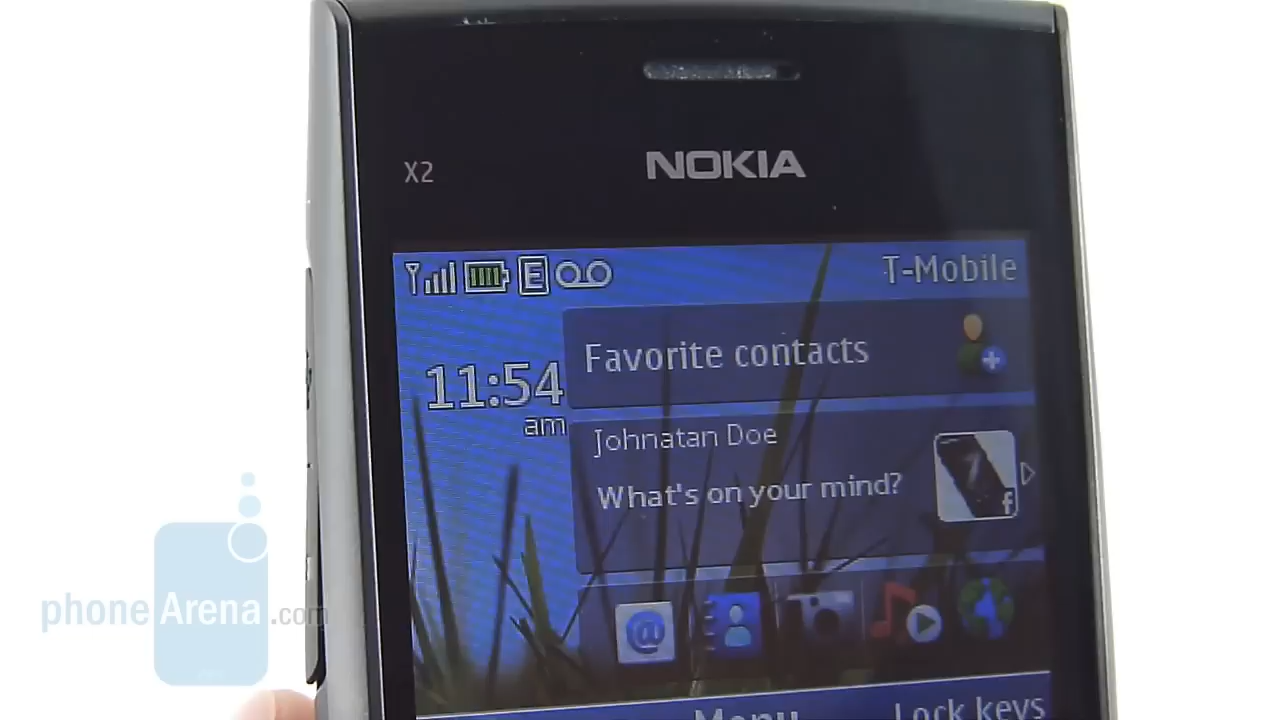 X2
NOKIA
E
T-Mobile
Favorite contacts
11:54
am
Johnatan Doe
What's on your mind?
f
@
phoneArena.com
Menu
Lock keys